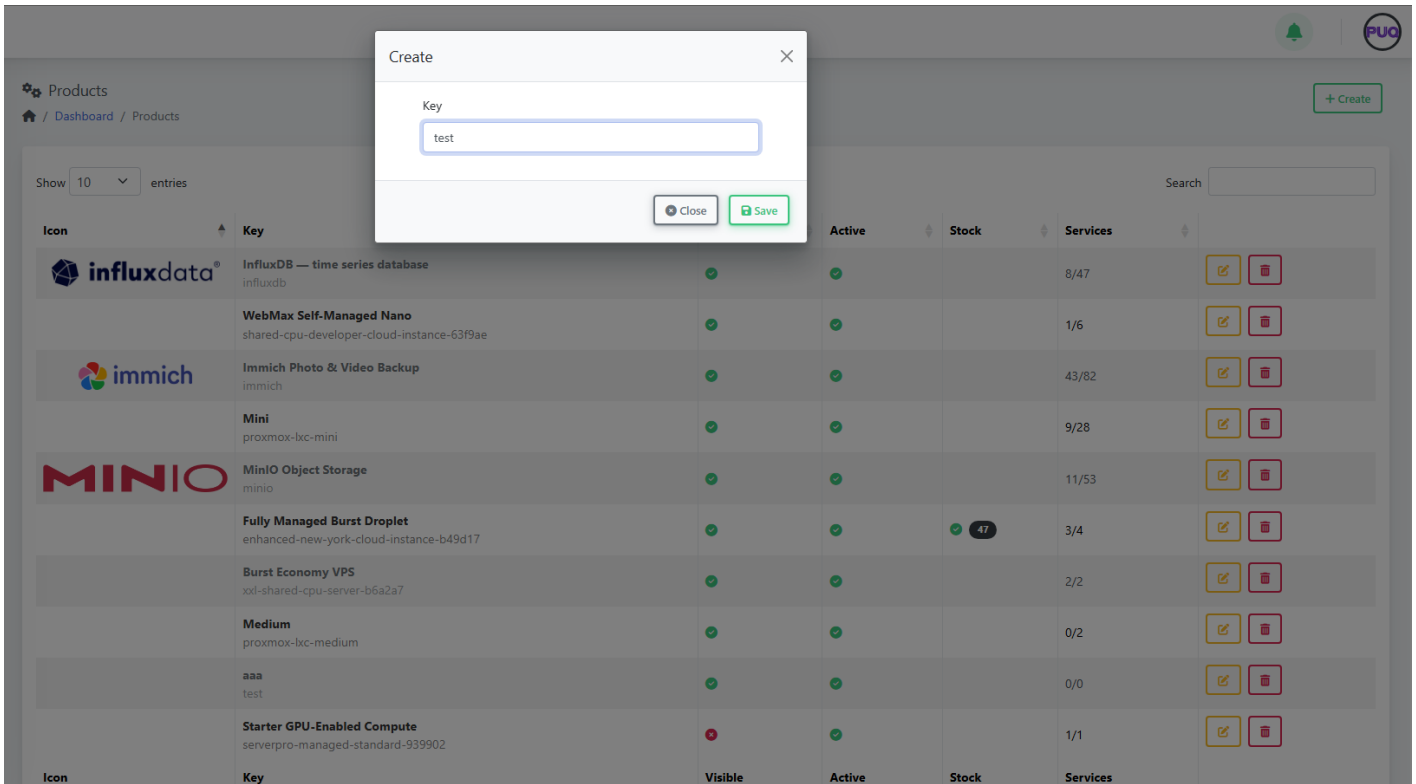 PUQ
Create
Key
test
Close Save
Products
/ Dashboard / Products
+ Create
Show 10 entries
Search
Icon Key Active Stock Services
influxdata® InfluxDB — time series database 8/47
influxdb
WebMax Self-Managed Nano 1/6
shared-cpu-developer-cloud-instance-63f9ae
immich Immich Photo & Video Backup 43/82
immich
Mini 9/28
proxmox-lxc-mini
MINIO MinIO Object Storage 11/53
minio
Fully Managed Burst Droplet 47 3/4
enhanced-new-york-cloud-instance-b49d17
Burst Economy VPS 2/2
xxl-shared-cpu-server-b6a2a7
Medium 0/2
proxmox-lxc-medium
aaa 0/0
test
Starter GPU-Enabled Compute 1/1
serverpro-managed-standard-939902
Icon Key Visible Active Stock Services